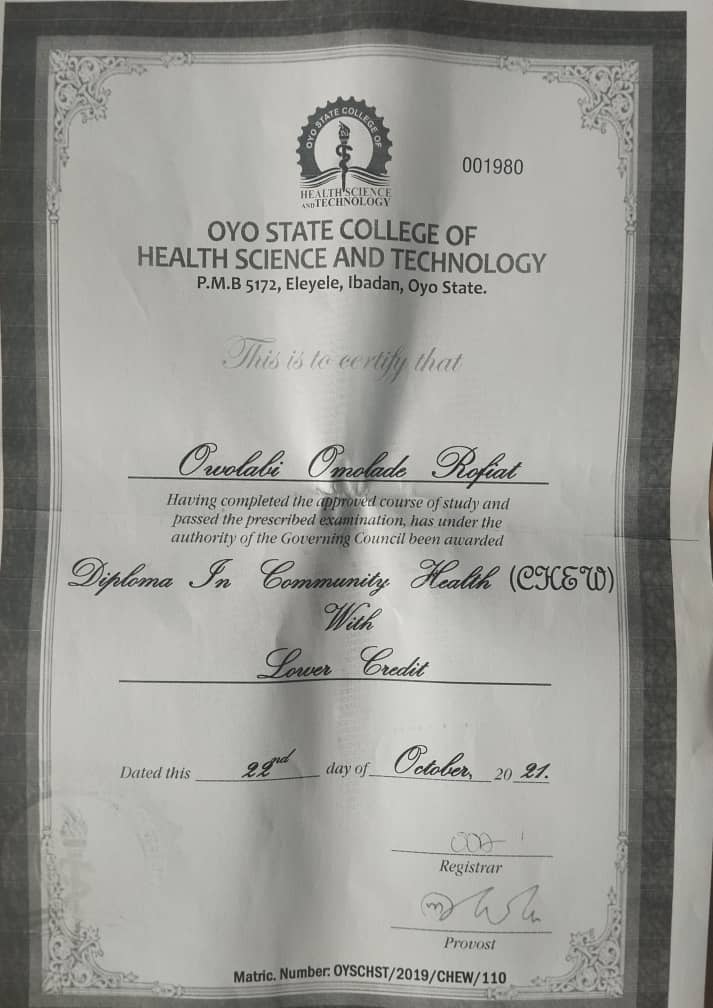 OYO STATE COLLEGE OF
HEALTH SCIENCE
AND TECHNOLOGY
001980
OYO STATE COLLEGE OF
HEALTH SCIENCE AND TECHNOLOGY
P.M.B 5172, Eleyele, Ibadan, Oyo State.
This is to certify that
Owolabi Omolade Rofiat
Having completed the approved course of study and
passed the prescribed examination, has under the
authority of the Governing Council been awarded
Diploma In Community Health (CHEW)
With
Lower Credit
Dated this 22nd day of October, 20 21.
Registrar
Provost
Matric. Number: OYSCHST/2019/CHEW/110